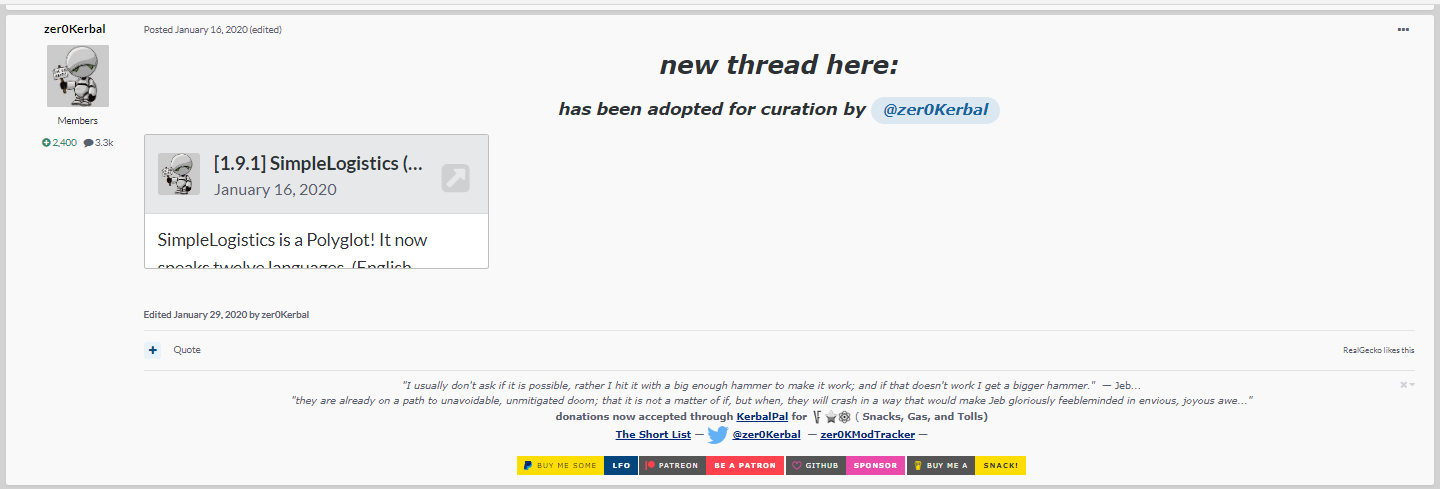 zer0Kerbal
Posted January 16, 2020 (edited)
new thread here:
has been adopted for curation by @zer0Kerbal
Members
2,400 3.3k
[1.9.1] SimpleLogistics (...
January 16, 2020
SimpleLogistics is a Polyglot! It now
speaks twelve languages. (English
Edited January 29, 2020 by zer0Kerbal
+ Quote
RealGecko likes this
"I usually don't ask if it is possible, rather I hit it with a big enough hammer to make it work; and if that doesn't work I get a bigger hammer." — Jeb...
"they are already on a path to unavoidable, unmitigated doom; that it is not a matter of if, but when, they will crash in a way that would make Jeb gloriously feebleminded in envious, joyous awe..."
donations now accepted through KerbalPal for ( Snacks, Gas, and Tolls)
The Short List — @zer0Kerbal — zer0KModTracker —
BUY ME SOME LFO PATREON BE A PATRON GITHUB SPONSOR BUY ME A SNACK!